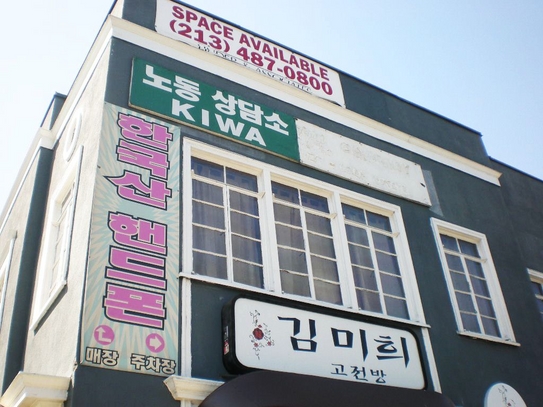 SPACE AVAILABLE
(213) 487-0800
노동 상담소
KIWA
한국산 핸드폰
매장 주차장
김미희
고전방